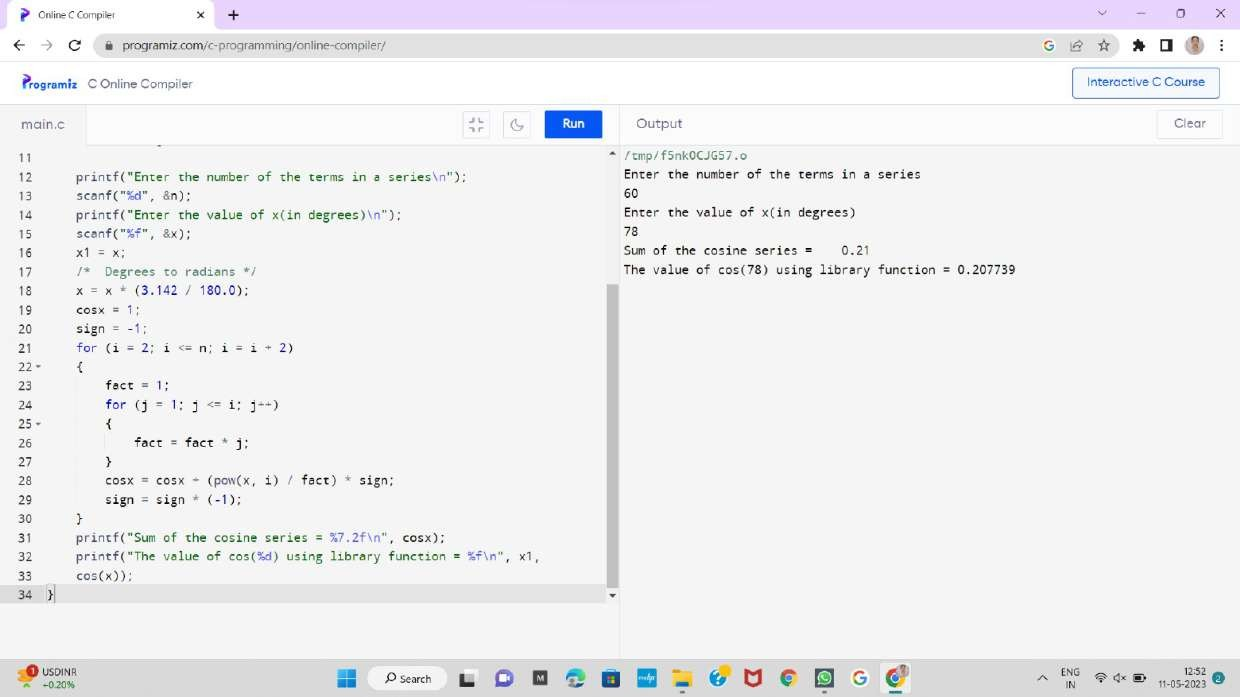 Online C Compiler
programiz.com/c-programming/online-compiler/
Programiz C Online Compiler
Interactive C Course
main.c
Run
Output
Clear
11
12 printf("Enter the number of the terms in a series\n");
13 scanf("%d", &n);
14 printf("Enter the value of x(in degrees)\n");
15 scanf("%f", &x);
16 x1 = x;
17 /* Degrees to radians */
18 x = x * (3.142 / 180.0);
19 cosx = 1;
20 sign = -1;
21 for (i = 2; i <= n; i = i + 2)
22 {
23 fact = 1;
24 for (j = 1; j <= i; j++)
25 {
26 fact = fact * j;
27 }
28 cosx = cosx + (pow(x, i) / fact) * sign;
29 sign = sign * (-1);
30 }
31 printf("Sum of the cosine series = %7.2f\n", cosx);
32 printf("The value of cos(%d) using library function = %f\n", x1,
33 cos(x));
34 }
/tmp/f5nkOCJG57.o
Enter the number of the terms in a series
60
Enter the value of x(in degrees)
78
Sum of the cosine series =    0.21
The value of cos(78) using library function = 0.207739
1
USDINR
+0.20%
Search
M
ENG
IN
12:52
11-05-2023
2